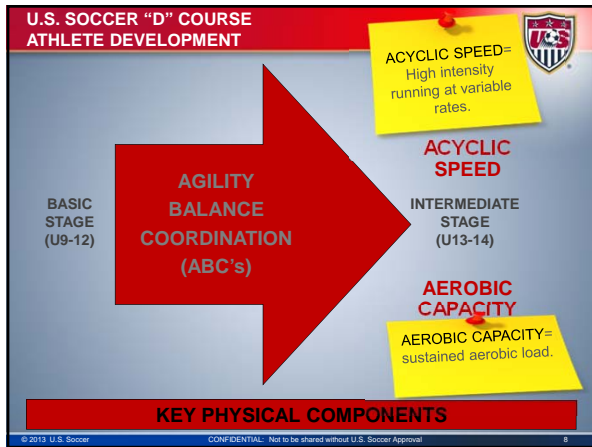 U.S. SOCCER “D” COURSE
ATHLETE DEVELOPMENT
US
ACYCLIC SPEED=
High intensity
running at variable
rates.
ACYCLIC
SPEED
BASIC
STAGE
(U9-12)
AGILITY
BALANCE
COORDINATION
(ABC's)
INTERMEDIATE
STAGE
(U13-14)
AEROBIC
CAPACITY
AEROBIC CAPACITY=
sustained aerobic load.
KEY PHYSICAL COMPONENTS
© 2013 U.S. Soccer
CONFIDENTIAL: Not to be shared without U.S. Soccer Approval
8